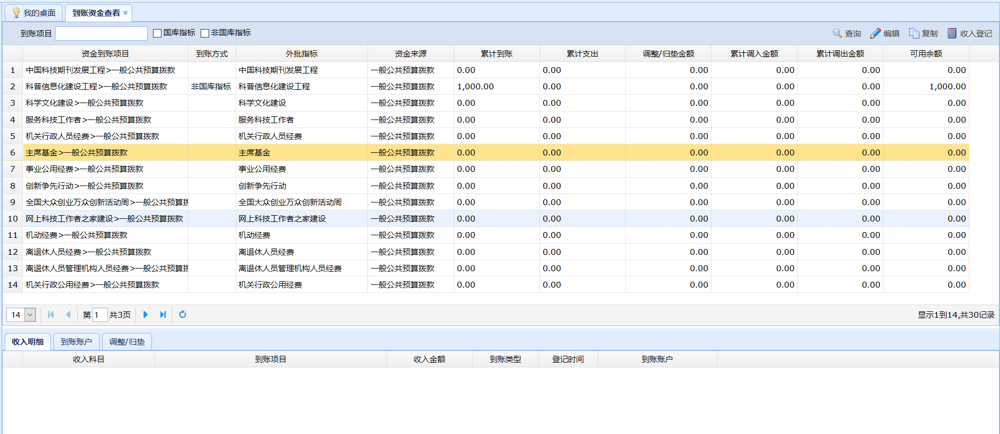 我的桌面 到账资金查看 ×
到账项目 国库指标 非国库指标 查询 编辑 复制 收入登记
资金到账项目 到账方式 外批指标 资金来源 累计到账 累计支出 调整/归垫金额 累计调入金额 累计调出金额 可用余额
1 中国科技期刊发展工程>一般公共预算拨款 中国科技期刊发展工程 一般公共预算拨款 0.00 0.00 0.00 0.00 0.00 0.00
2 科普信息化建设工程>一般公共预算拨款 非国库指标 科普信息化建设工程 一般公共预算拨款 1,000.00 0.00 0.00 0.00 0.00 1,000.00
3 科学文化建设>一般公共预算拨款 科学文化建设 一般公共预算拨款 0.00 0.00 0.00 0.00 0.00 0.00
4 服务科技工作者>一般公共预算拨款 服务科技工作者 一般公共预算拨款 0.00 0.00 0.00 0.00 0.00 0.00
5 机关行政人员经费>一般公共预算拨款 机关行政人员经费 一般公共预算拨款 0.00 0.00 0.00 0.00 0.00 0.00
6 主席基金>一般公共预算拨款 主席基金 一般公共预算拨款 0.00 0.00 0.00 0.00 0.00 0.00
7 事业公用经费>一般公共预算拨款 事业公用经费 一般公共预算拨款 0.00 0.00 0.00 0.00 0.00 0.00
8 创新争先行动>一般公共预算拨款 创新争先行动 一般公共预算拨款 0.00 0.00 0.00 0.00 0.00 0.00
9 全国大众创业万众创新活动周>一般公共预算拨 全国大众创业万众创新活动周 一般公共预算拨款 0.00 0.00 0.00 0.00 0.00 0.00
10 网上科技工作者之家建设>一般公共预算拨款 网上科技工作者之家建设 一般公共预算拨款 0.00 0.00 0.00 0.00 0.00 0.00
11 机动经费>一般公共预算拨款 机动经费 一般公共预算拨款 0.00 0.00 0.00 0.00 0.00 0.00
12 离退休人员经费>一般公共预算拨款 离退休人员经费 一般公共预算拨款 0.00 0.00 0.00 0.00 0.00 0.00
13 离退休人员管理机构人员经费>一般公共预算拨 离退休人员管理机构人员经费 一般公共预算拨款 0.00 0.00 0.00 0.00 0.00 0.00
14 机关行政公用经费>一般公共预算拨款 机关行政公用经费 一般公共预算拨款 0.00 0.00 0.00 0.00 0.00 0.00
14 第 1 共3页 显示1到14,共30记录
收入明细 到账账户 调整/归垫
收入科目 到账项目 收入金额 到账类型 登记时间 到账账户